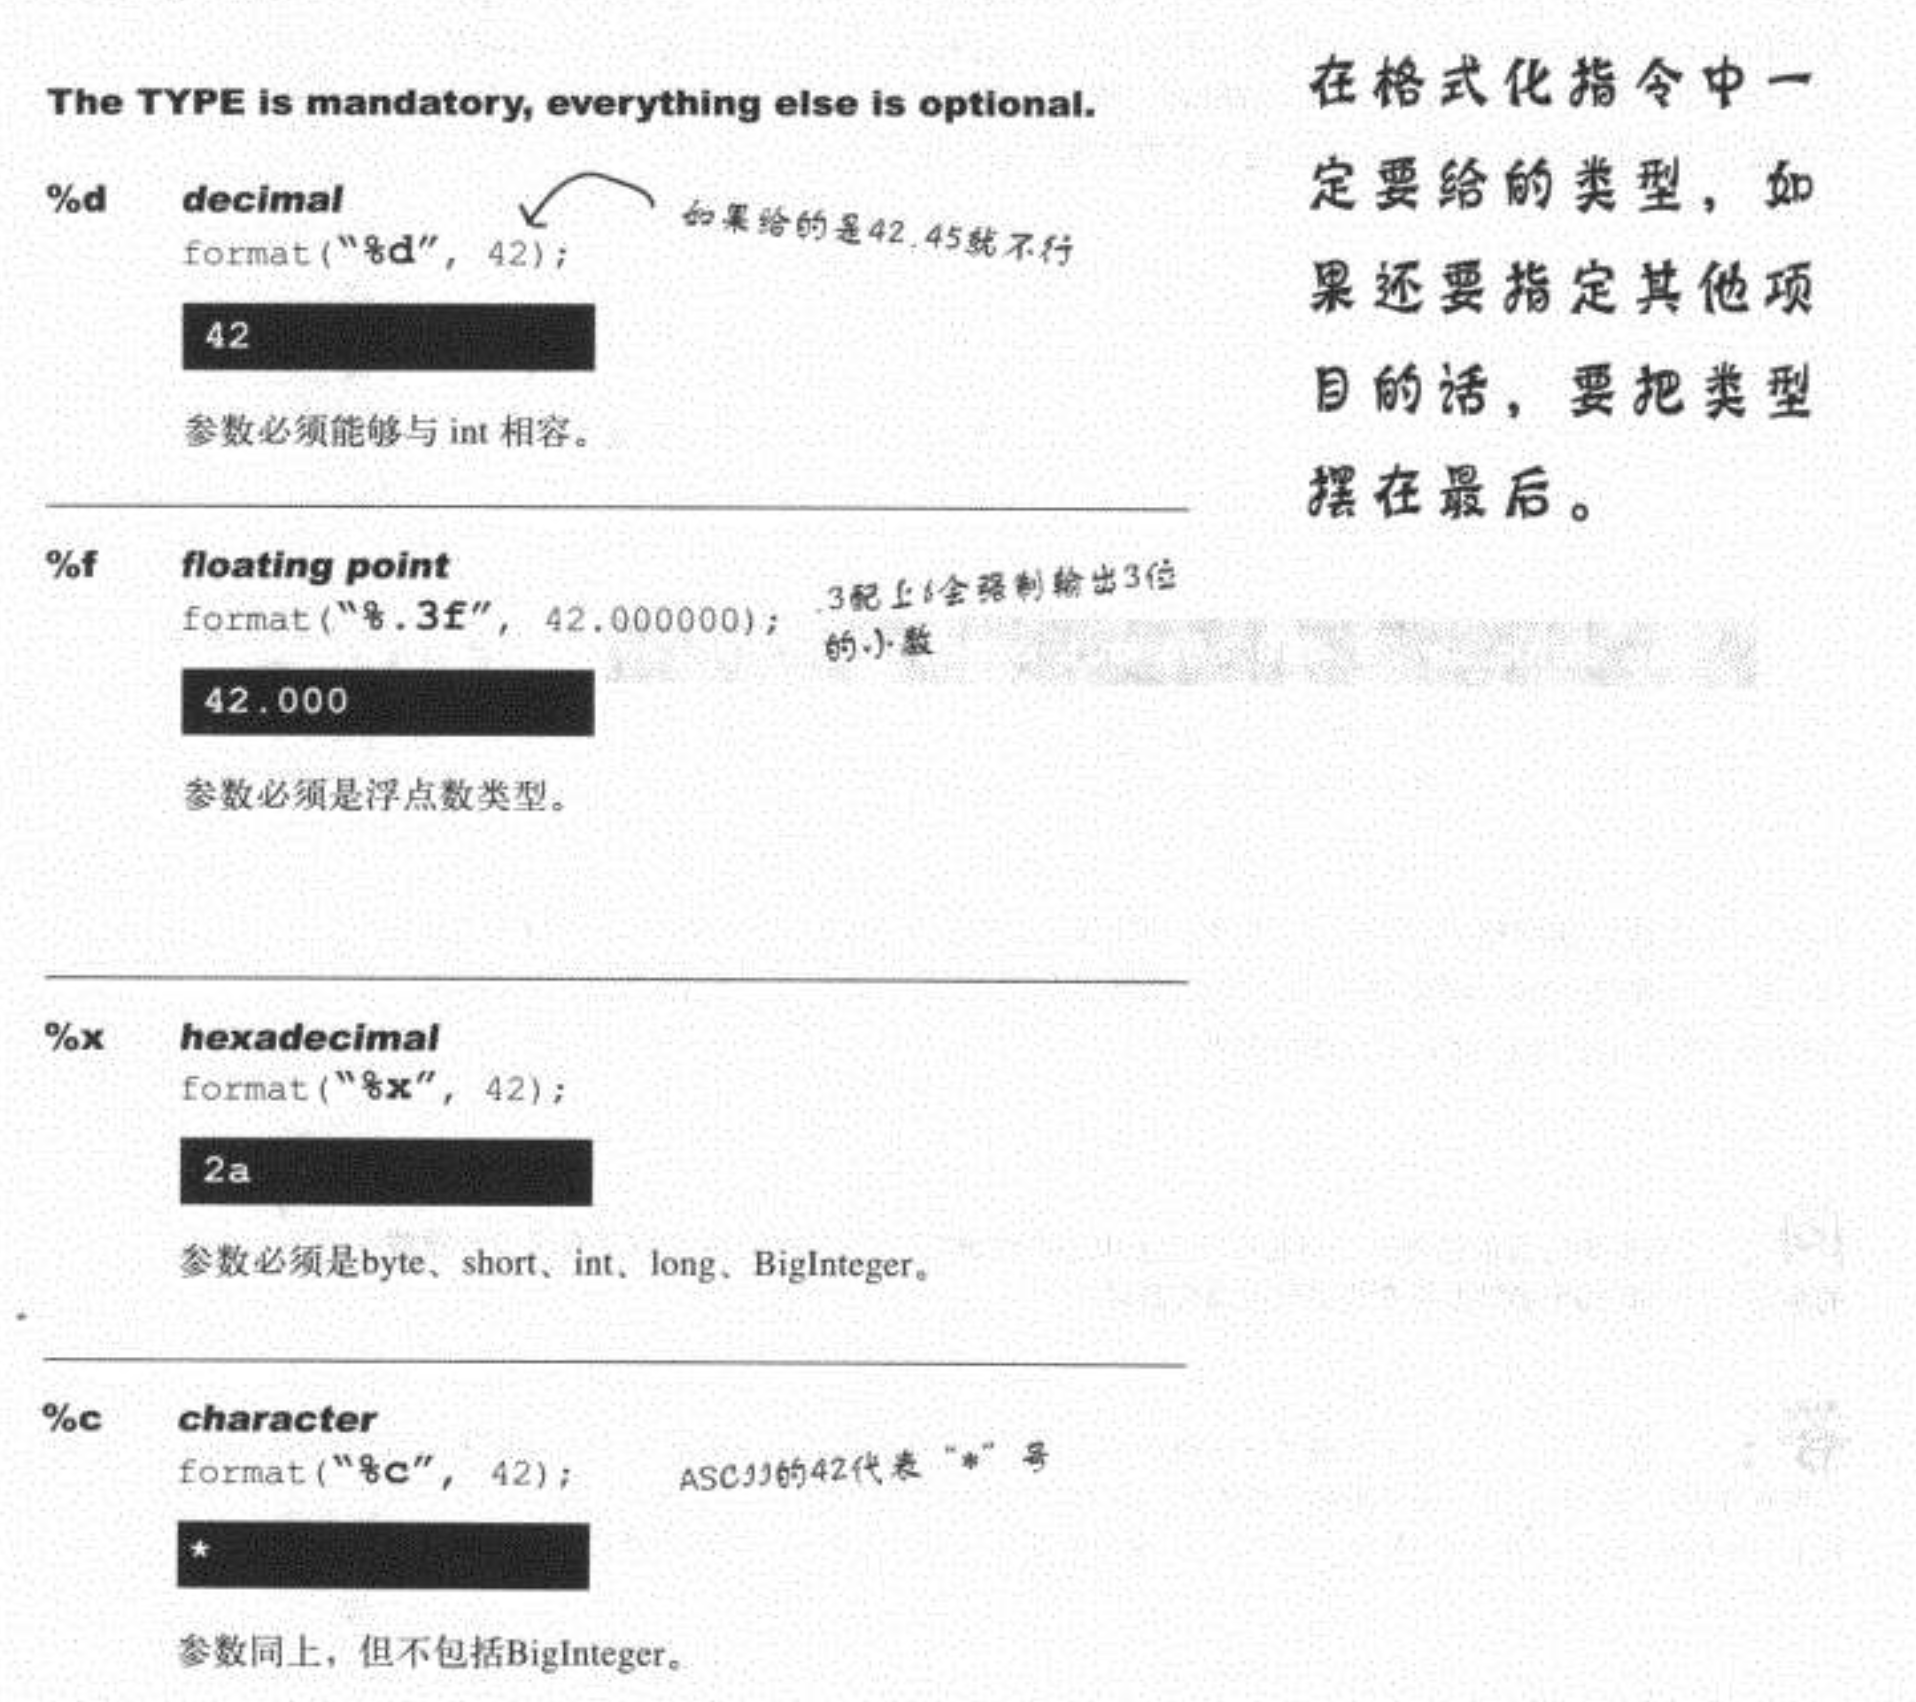 The TYPE is mandatory, everything else is optional.
%d decimal
format("%d", 42);
如果给的是42.45就不行
42
参数必须能够与 int 相容。
%f floating point
format("%.3f", 42.000000);
.3配上f会强制输出3位
的小数
42.000
参数必须是浮点数类型。
%x hexadecimal
format("%x", 42);
2a
参数必须是byte、short、int、long、BigInteger。
%c character
format("%c", 42);
ASCII的42代表“*”号
*
参数同上，但不包括BigInteger。
在格式化指令中一
定要给的类型，如
果还要指定其他项
目的话，要把类型
摆在最后。